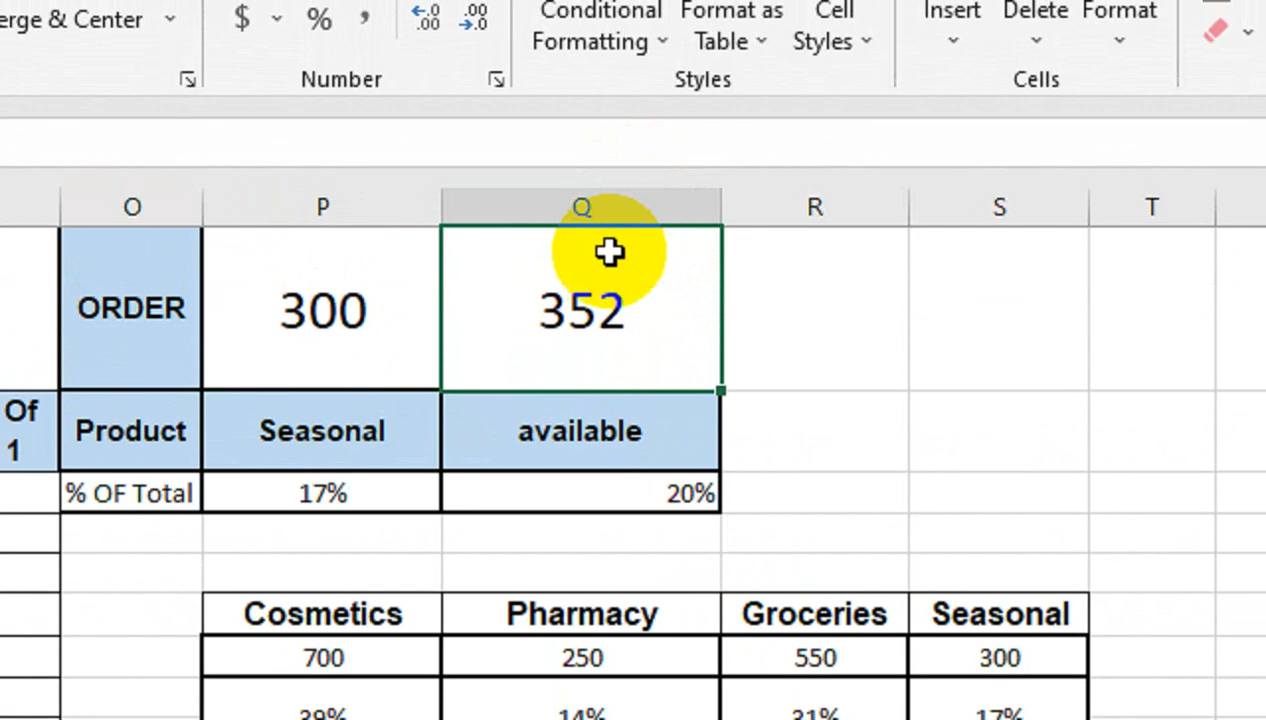 erge & Center $ % , .00 .00 Conditional Format as Cell Insert Delete Format
Formatting Table Styles
Number Styles Cells
O P Q R S T
ORDER 300 352
Of
1 Product Seasonal available
% OF Total 17% 20%
Cosmetics Pharmacy Groceries Seasonal
700 250 550 300
39% 14% 31% 17%